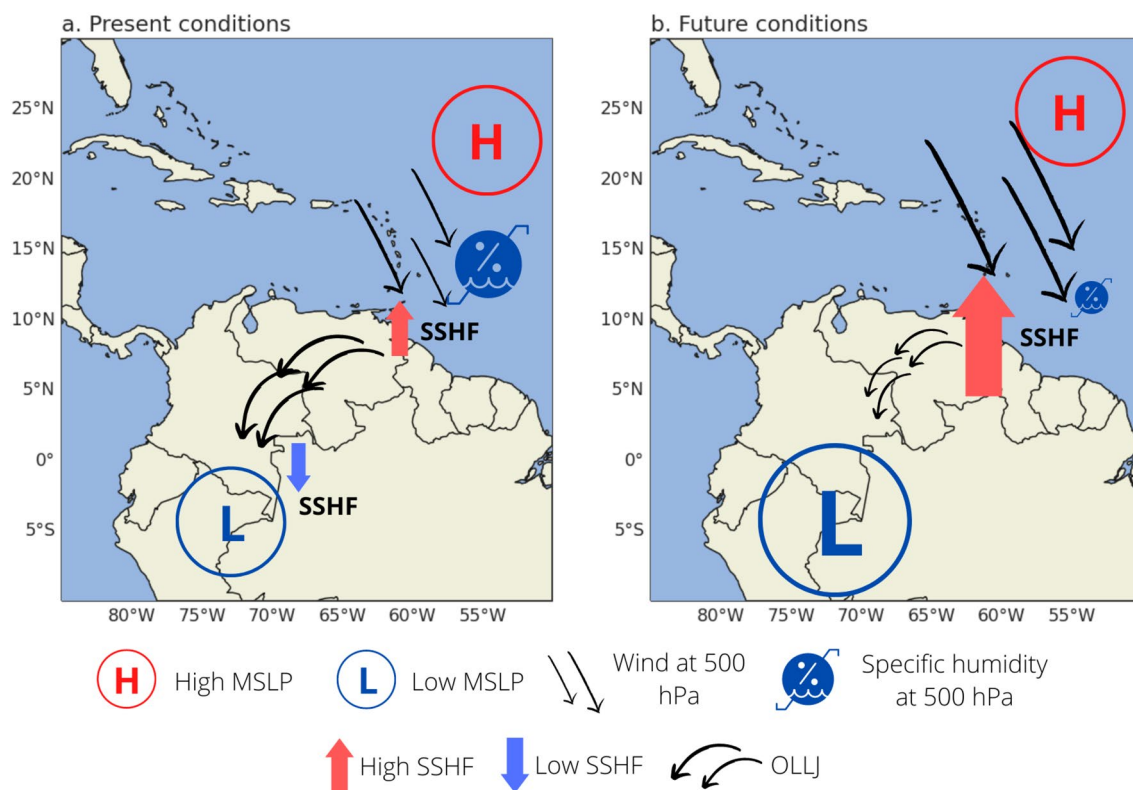 a. Present conditions
b. Future conditions
25°N
20°N
15°N
10°N
5°N
0°
5°S
80°W 75°W 70°W 65°W 60°W 55°W
H
%
SSHF
SSHF
L
25°N
20°N
15°N
10°N
5°N
0°
5°S
80°W 75°W 70°W 65°W 60°W 55°W
H
%
SSHF
L
H High MSLP
L Low MSLP
Wind at 500
hPa
% Specific humidity
at 500 hPa
High SSHF
Low SSHF
OLLJ